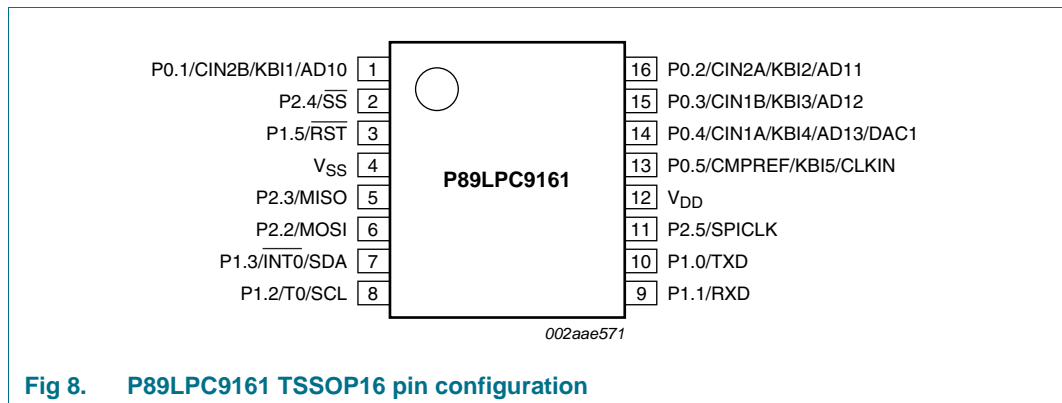 P0.1/CIN2B/KBI1/AD10 1
P2.4/SS 2
P1.5/RST 3
VSS 4
P2.3/MISO 5
P2.2/MOSI 6
P1.3/INT0/SDA 7
P1.2/T0/SCL 8
P89LPC9161
16 P0.2/CIN2A/KBI2/AD11
15 P0.3/CIN1B/KBI3/AD12
14 P0.4/CIN1A/KBI4/AD13/DAC1
13 P0.5/CMPREF/KBI5/CLKIN
12 VDD
11 P2.5/SPICLK
10 P1.0/TXD
9 P1.1/RXD
002aae571
Fig 8. P89LPC9161 TSSOP16 pin configuration